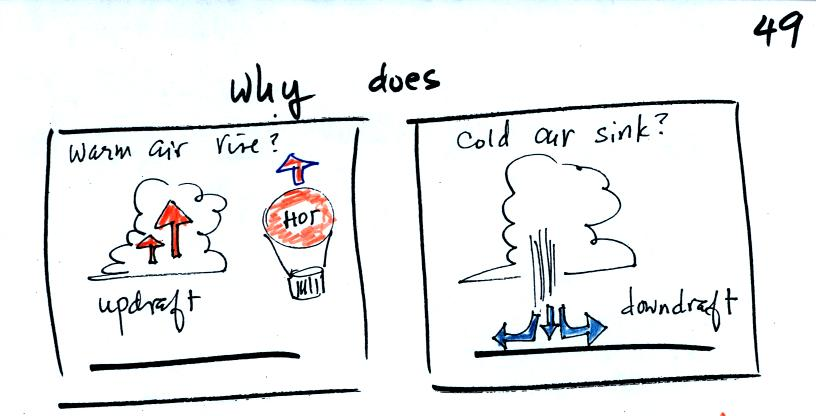 49
Why does
Warm air rise?
Cold air sink?
HOT
updraft
downdraft